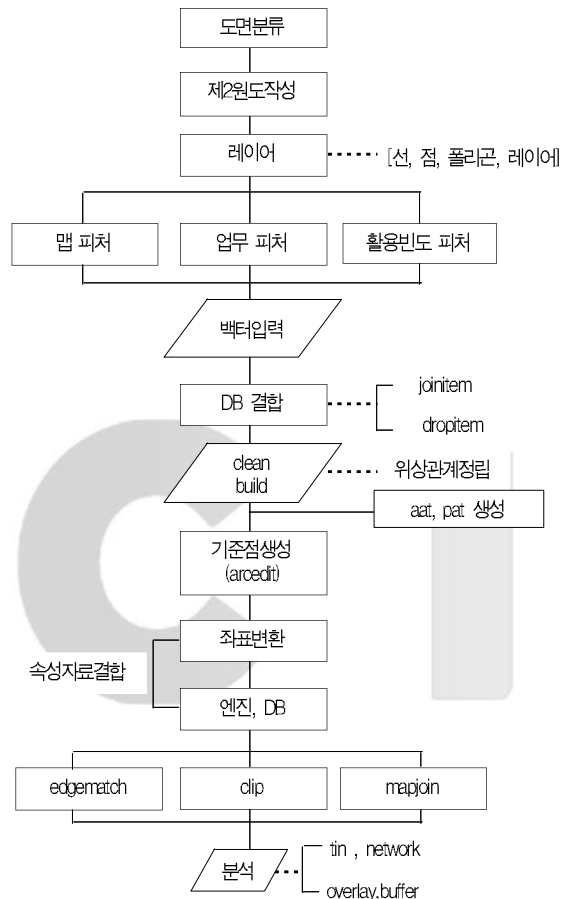 도면분류
제2원도작성
레이어
[선, 점, 폴리곤, 레이어]
맵 피처
업무 피처
활용빈도 피처
백터입력
DB 결합
joinitem
dropitem
clean
build
위상관계정립
aat, pat 생성
기준점생성
(arcedit)
좌표변환
속성자료결합
엔진, DB
edgematch
clip
mapjoin
분석
tin , network
overlay,buffer